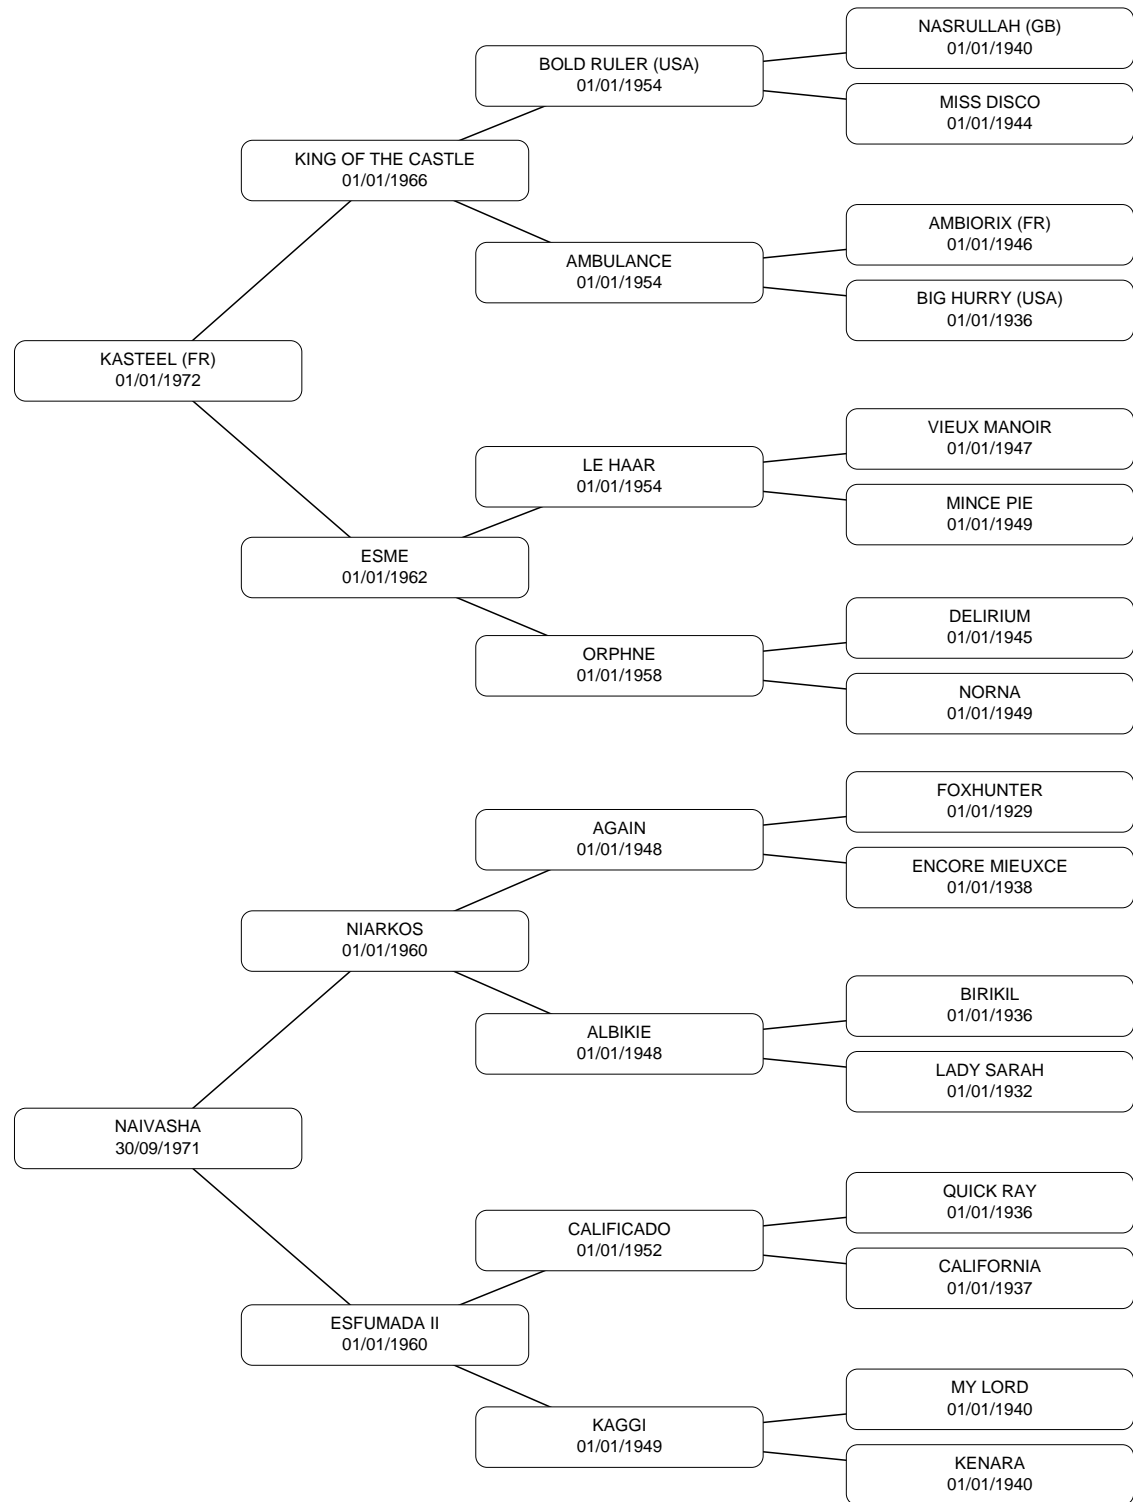 NASRULLAH (GB)
01/01/1940
BOLD RULER (USA)
01/01/1954
MISS DISCO
01/01/1944
KING OF THE CASTLE
01/01/1966
AMBIORIX (FR)
01/01/1946
AMBULANCE
01/01/1954
BIG HURRY (USA)
01/01/1936
KASTEEL (FR)
01/01/1972
VIEUX MANOIR
01/01/1947
LE HAAR
01/01/1954
MINCE PIE
01/01/1949
ESME
01/01/1962
DELIRIUM
01/01/1945
ORPHNE
01/01/1958
NORNA
01/01/1949
FOXHUNTER
01/01/1929
AGAIN
01/01/1948
ENCORE MIEUXCE
01/01/1938
NIARKOS
01/01/1960
BIRIKIL
01/01/1936
ALBIKIE
01/01/1948
LADY SARAH
01/01/1932
NAIVASHA
30/09/1971
QUICK RAY
01/01/1936
CALIFICADO
01/01/1952
CALIFORNIA
01/01/1937
ESFUMADA II
01/01/1960
MY LORD
01/01/1940
KAGGI
01/01/1949
KENARA
01/01/1940